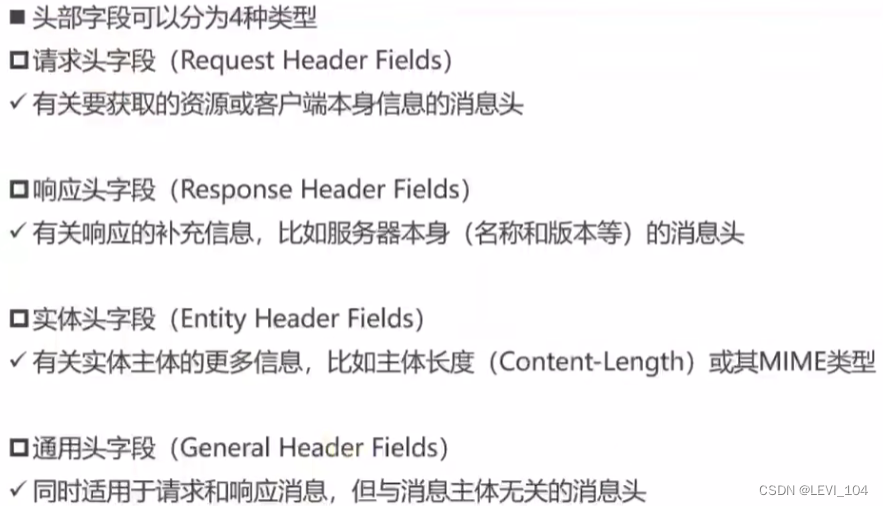 ■ 头部字段可以分为4种类型
请求头字段（Request Header Fields）
✓ 有关要获取的资源或客户端本身信息的消息头
响应头字段（Response Header Fields）
✓ 有关响应的补充信息，比如服务器本身（名称和版本等）的消息头
实体头字段（Entity Header Fields）
✓ 有关实体主体的更多信息，比如主体长度（Content-Length）或其MIME类型
通用头字段（General Header Fields）
✓ 同时适用于请求和响应消息，但与消息主体无关的消息头
CSDN @LEVI_104